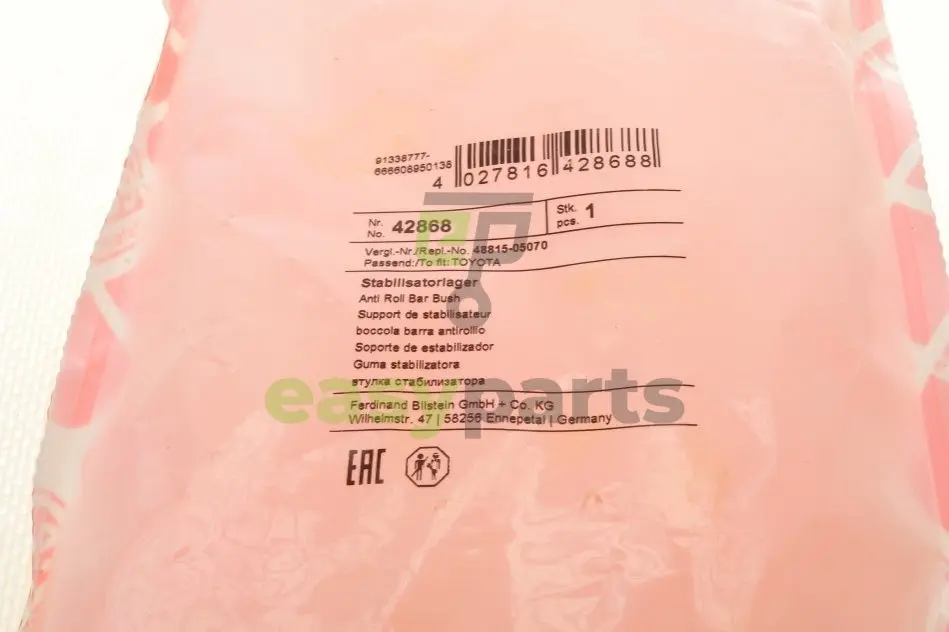 91338777-
666608950138
4 027816 428688
Nr.
No. 42868
Stk.
pcs. 1
Vergl.-Nr./Repl.-No. 48815-05070
Passend:/To fit: TOYOTA
Stabilisatorlager
Anti Roll Bar Bush
Support de stabilisateur
boccola barra antirollio
Soporte de estabilizador
Guma stabilizatora
втулка стабилизатора
easyparts
Ferdinand Bilstein GmbH + Co. KG
Wilhelmstr. 47 | 58256 Ennepetal | Germany
EAC